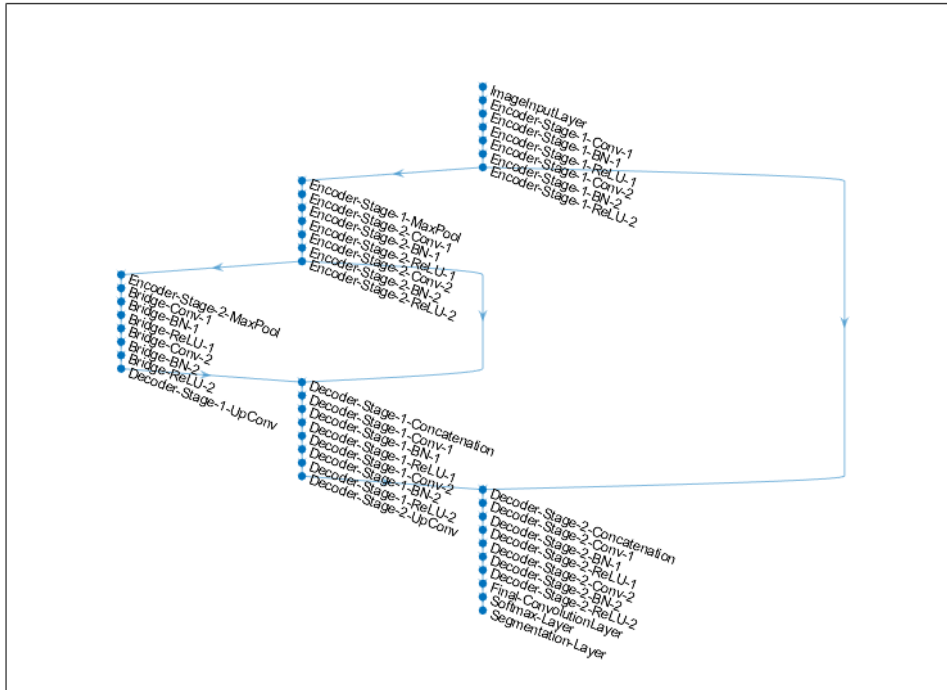 ImageInputLayer
Encoder-Stage-1-Conv-1
Encoder-Stage-1-BN-1
Encoder-Stage-1-ReLU-1
Encoder-Stage-1-Conv-2
Encoder-Stage-1-BN-2
Encoder-Stage-1-ReLU-2
Encoder-Stage-1-MaxPool
Encoder-Stage-2-Conv-1
Encoder-Stage-2-BN-1
Encoder-Stage-2-ReLU-1
Encoder-Stage-2-Conv-2
Encoder-Stage-2-BN-2
Encoder-Stage-2-ReLU-2
Encoder-Stage-2-MaxPool
Bridge-Conv-1
Bridge-BN-1
Bridge-ReLU-1
Bridge-Conv-2
Bridge-BN-2
Bridge-ReLU-2
Decoder-Stage-1-UpConv
Decoder-Stage-1-Concatenation
Decoder-Stage-1-Conv-1
Decoder-Stage-1-BN-1
Decoder-Stage-1-ReLU-1
Decoder-Stage-1-Conv-2
Decoder-Stage-1-BN-2
Decoder-Stage-1-ReLU-2
Decoder-Stage-2-UpConv
Decoder-Stage-2-Concatenation
Decoder-Stage-2-Conv-1
Decoder-Stage-2-BN-1
Decoder-Stage-2-ReLU-1
Decoder-Stage-2-Conv-2
Decoder-Stage-2-BN-2
Decoder-Stage-2-ReLU-2
Final-ConvolutionLayer
Softmax-Layer
Segmentation-Layer